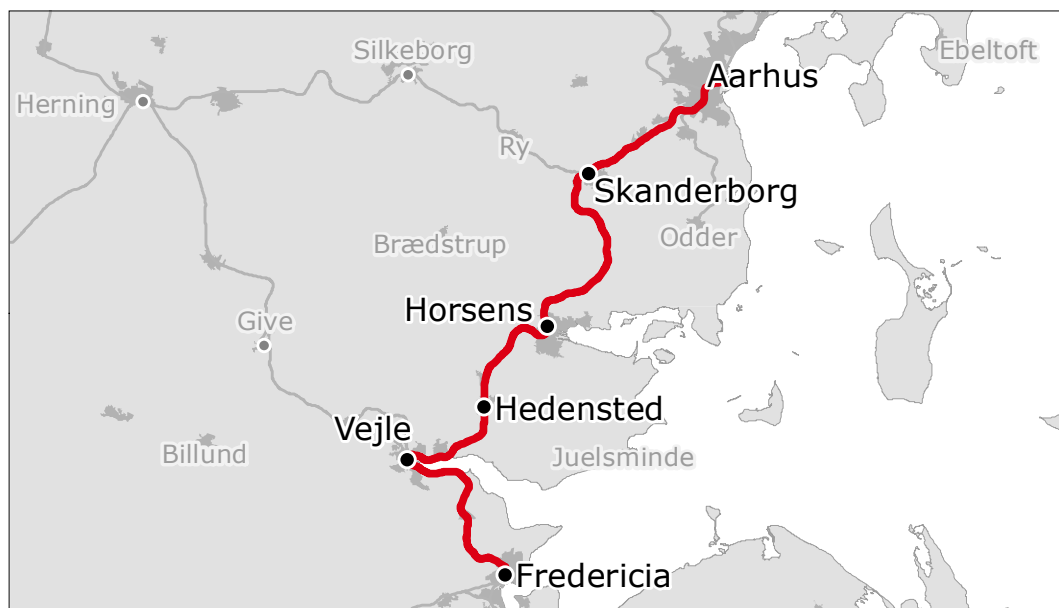 Silkeborg
Ebeltoft
Aarhus
Herning
Ry
Skanderborg
Brædstrup
Odder
Horsens
Give
Hedensted
Vejle
Billund
Juelsminde
Fredericia